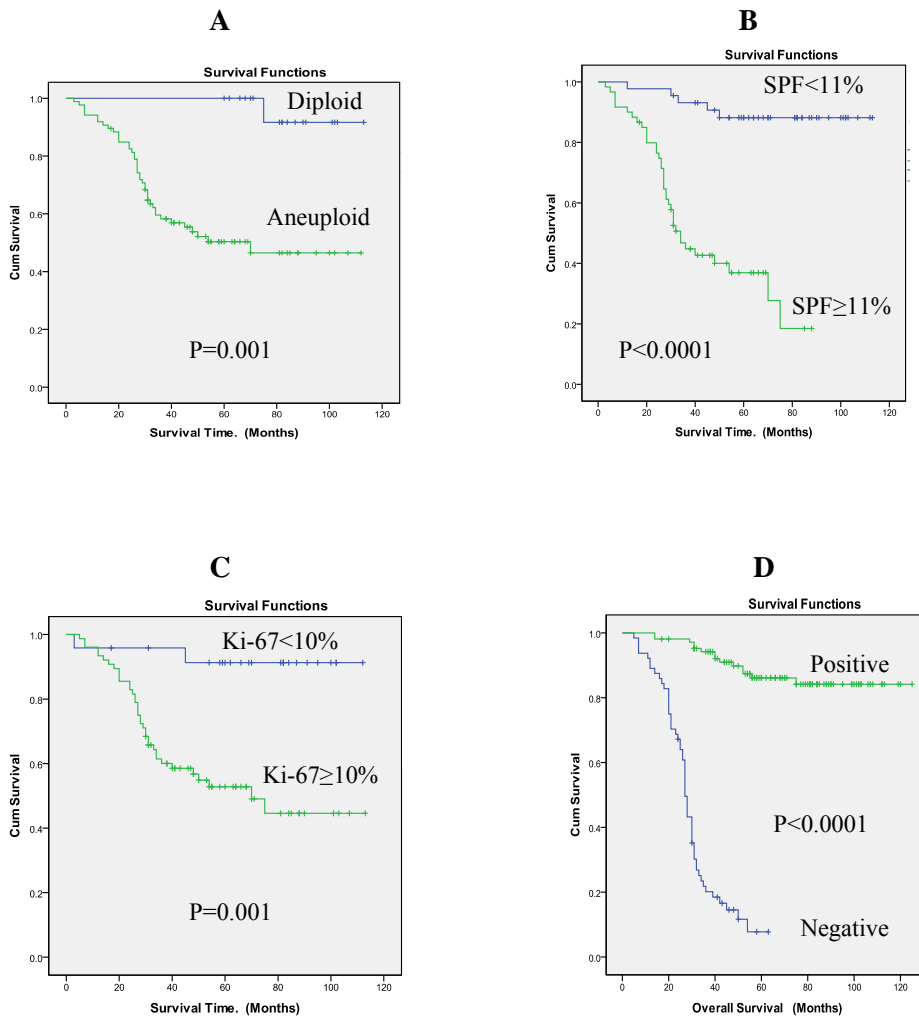 A
Survival Functions
Diploid
Aneuploid
P=0.001
Cum Survival
1.0
0.8
0.6
0.4
0.2
0.0
0 20 40 60 80 100 120
Survival Time. (Months)
B
Survival Functions
SPF<11%
SPF≥11%
P<0.0001
Cum Survival
1.0
0.8
0.6
0.4
0.2
0.0
0 20 40 60 80 100 120
Survival Time. (Months)
C
Survival Functions
Ki-67<10%
Ki-67≥10%
P=0.001
Cum Survival
1.0
0.8
0.6
0.4
0.2
0.0
0 20 40 60 80 100 120
Survival Time. (Months)
D
Survival Functions
Positive
P<0.0001
Negative
Cum Survival
1.0
0.8
0.6
0.4
0.2
0.0
0 20 40 60 80 100 120
Overall Survival (Months)